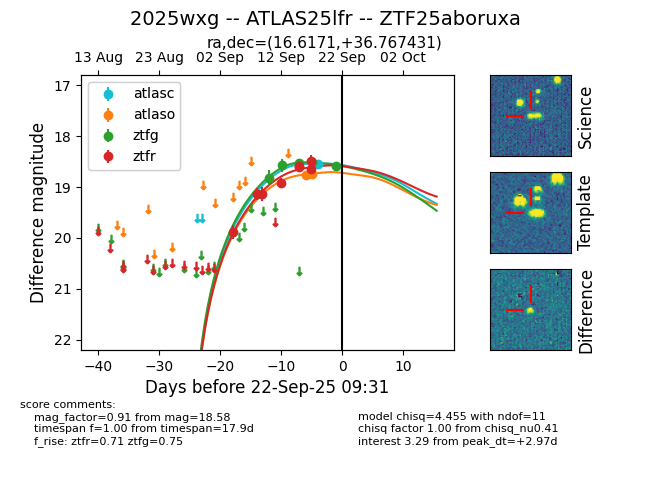 2025wxg -- ATLAS25lfr -- ZTF25aboruxa
ra,dec=(16.6171,+36.767431)
13 Aug 23 Aug 02 Sep 12 Sep 22 Sep 02 Oct
17
18
19
20
21
22
Difference magnitude
atlasc
atlaso
ztfg
ztfr
−40 −30 −20 −10 0 10
Days before 22-Sep-25 09:31
Science
Template
Difference
score comments:
mag_factor=0.91 from mag=18.58
timespan f=1.00 from timespan=17.9d
f_rise: ztfr=0.71 ztfg=0.75
model chisq=4.455 with ndof=11
chisq factor 1.00 from chisq_nu0.41
interest 3.29 from peak_dt=+2.97d